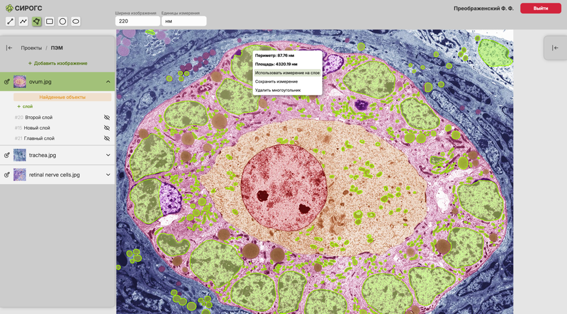 СИРОГС
Преображенский Ф. Ф.
Выйти
Ширина изображения
Единицы измерения
220
нм
Проекты / ПЭМ
+ Добавить изображение
ovum.jpg
Найденные объекты
+ слой
Второй слой
Новый слой
Главный слой
trachea.jpg
retinal nerve cells.jpg
Периметр: 87.76 нм
Площадь: 4320.19 нм
Использовать измерение на слое
Сохранить измерение
Удалить многоугольник